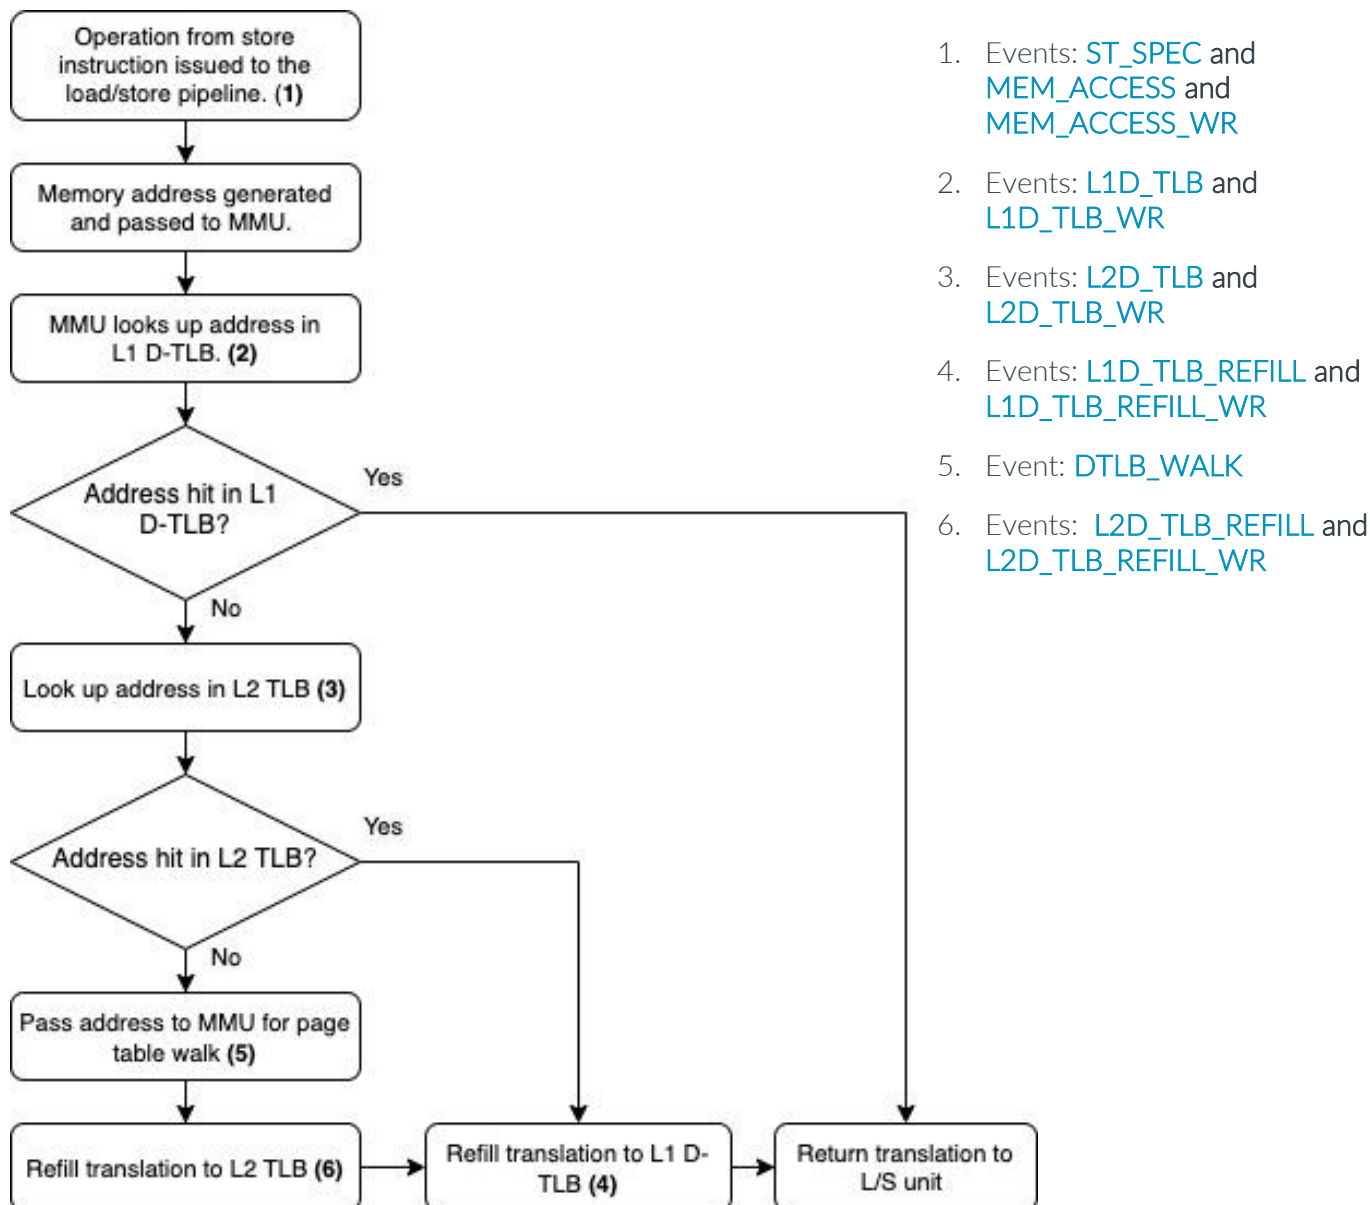 Operation from store
instruction issued to the
load/store pipeline. (1)
Memory address generated
and passed to MMU.
MMU looks up address in
L1 D-TLB. (2)
Address hit in L1
D-TLB?
Yes
No
Look up address in L2 TLB (3)
Address hit in L2 TLB?
Yes
No
Pass address to MMU for page
table walk (5)
Refill translation to L2 TLB (6)
Refill translation to L1 D-
TLB (4)
Return translation to
L/S unit
1. Events: ST_SPEC and
MEM_ACCESS and
MEM_ACCESS_WR
2. Events: L1D_TLB and
L1D_TLB_WR
3. Events: L2D_TLB and
L2D_TLB_WR
4. Events: L1D_TLB_REFILL and
L1D_TLB_REFILL_WR
5. Event: DTLB_WALK
6. Events: L2D_TLB_REFILL and
L2D_TLB_REFILL_WR